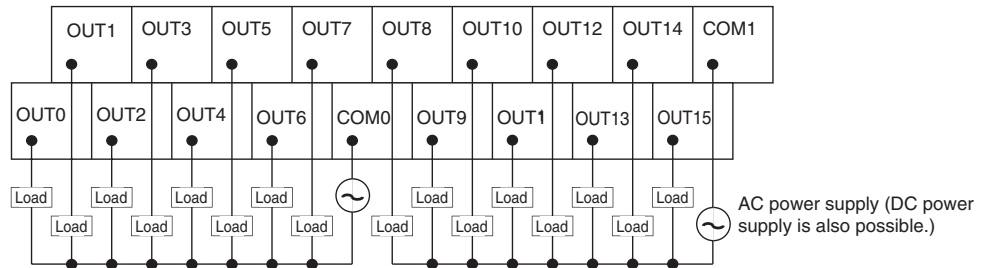 OUT1 OUT3 OUT5 OUT7 OUT8 OUT10 OUT12 OUT14 COM1
OUT0 OUT2 OUT4 OUT6 COM0 OUT9 OUT1 OUT13 OUT15
Load Load Load Load Load Load Load Load
Load Load Load Load Load Load Load Load
AC power supply (DC power
supply is also possible.)